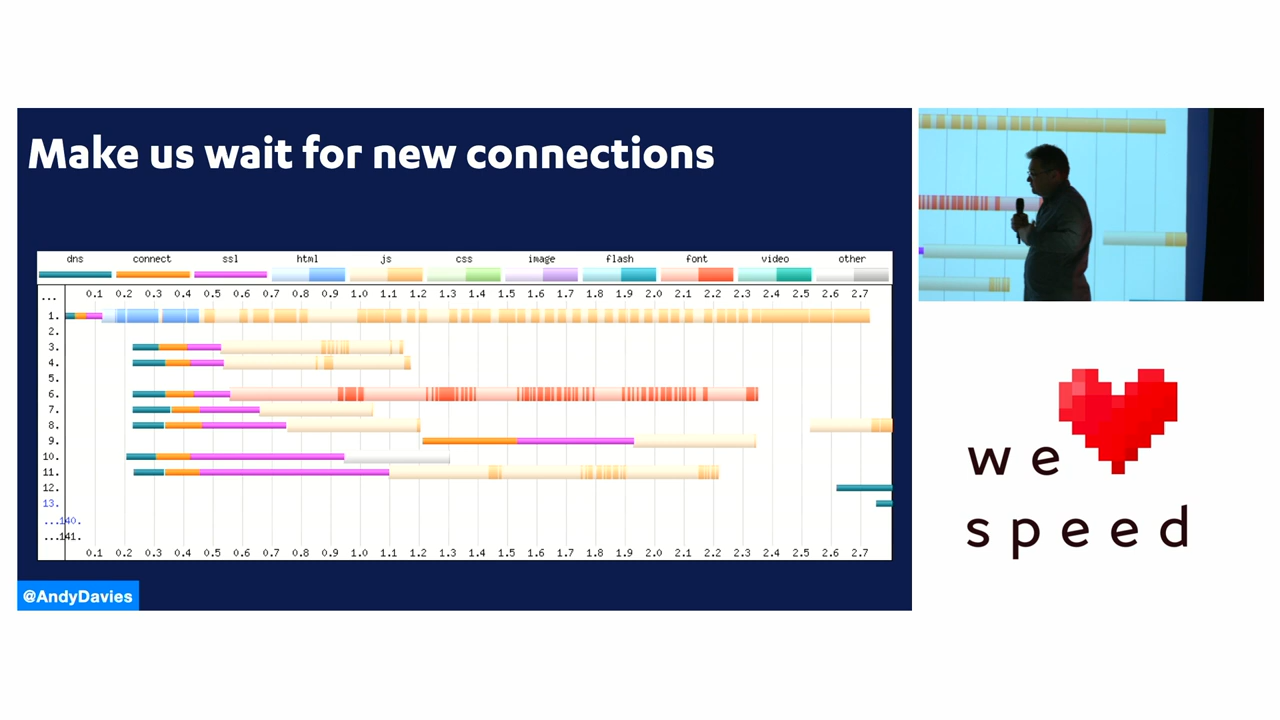 Make us wait for new connections
dns connect ssl html js css image flash font video other
... 0.1 0.2 0.3 0.4 0.5 0.6 0.7 0.8 0.9 1.0 1.1 1.2 1.3 1.4 1.5 1.6 1.7 1.8 1.9 2.0 2.1 2.2 2.3 2.4 2.5 2.6 2.7
1.
2.
3.
4.
5.
6.
7.
8.
9.
10.
11.
12.
13.
...140.
...141.
0.1 0.2 0.3 0.4 0.5 0.6 0.7 0.8 0.9 1.0 1.1 1.2 1.3 1.4 1.5 1.6 1.7 1.8 1.9 2.0 2.1 2.2 2.3 2.4 2.5 2.6 2.7
@AndyDavies
we
speed